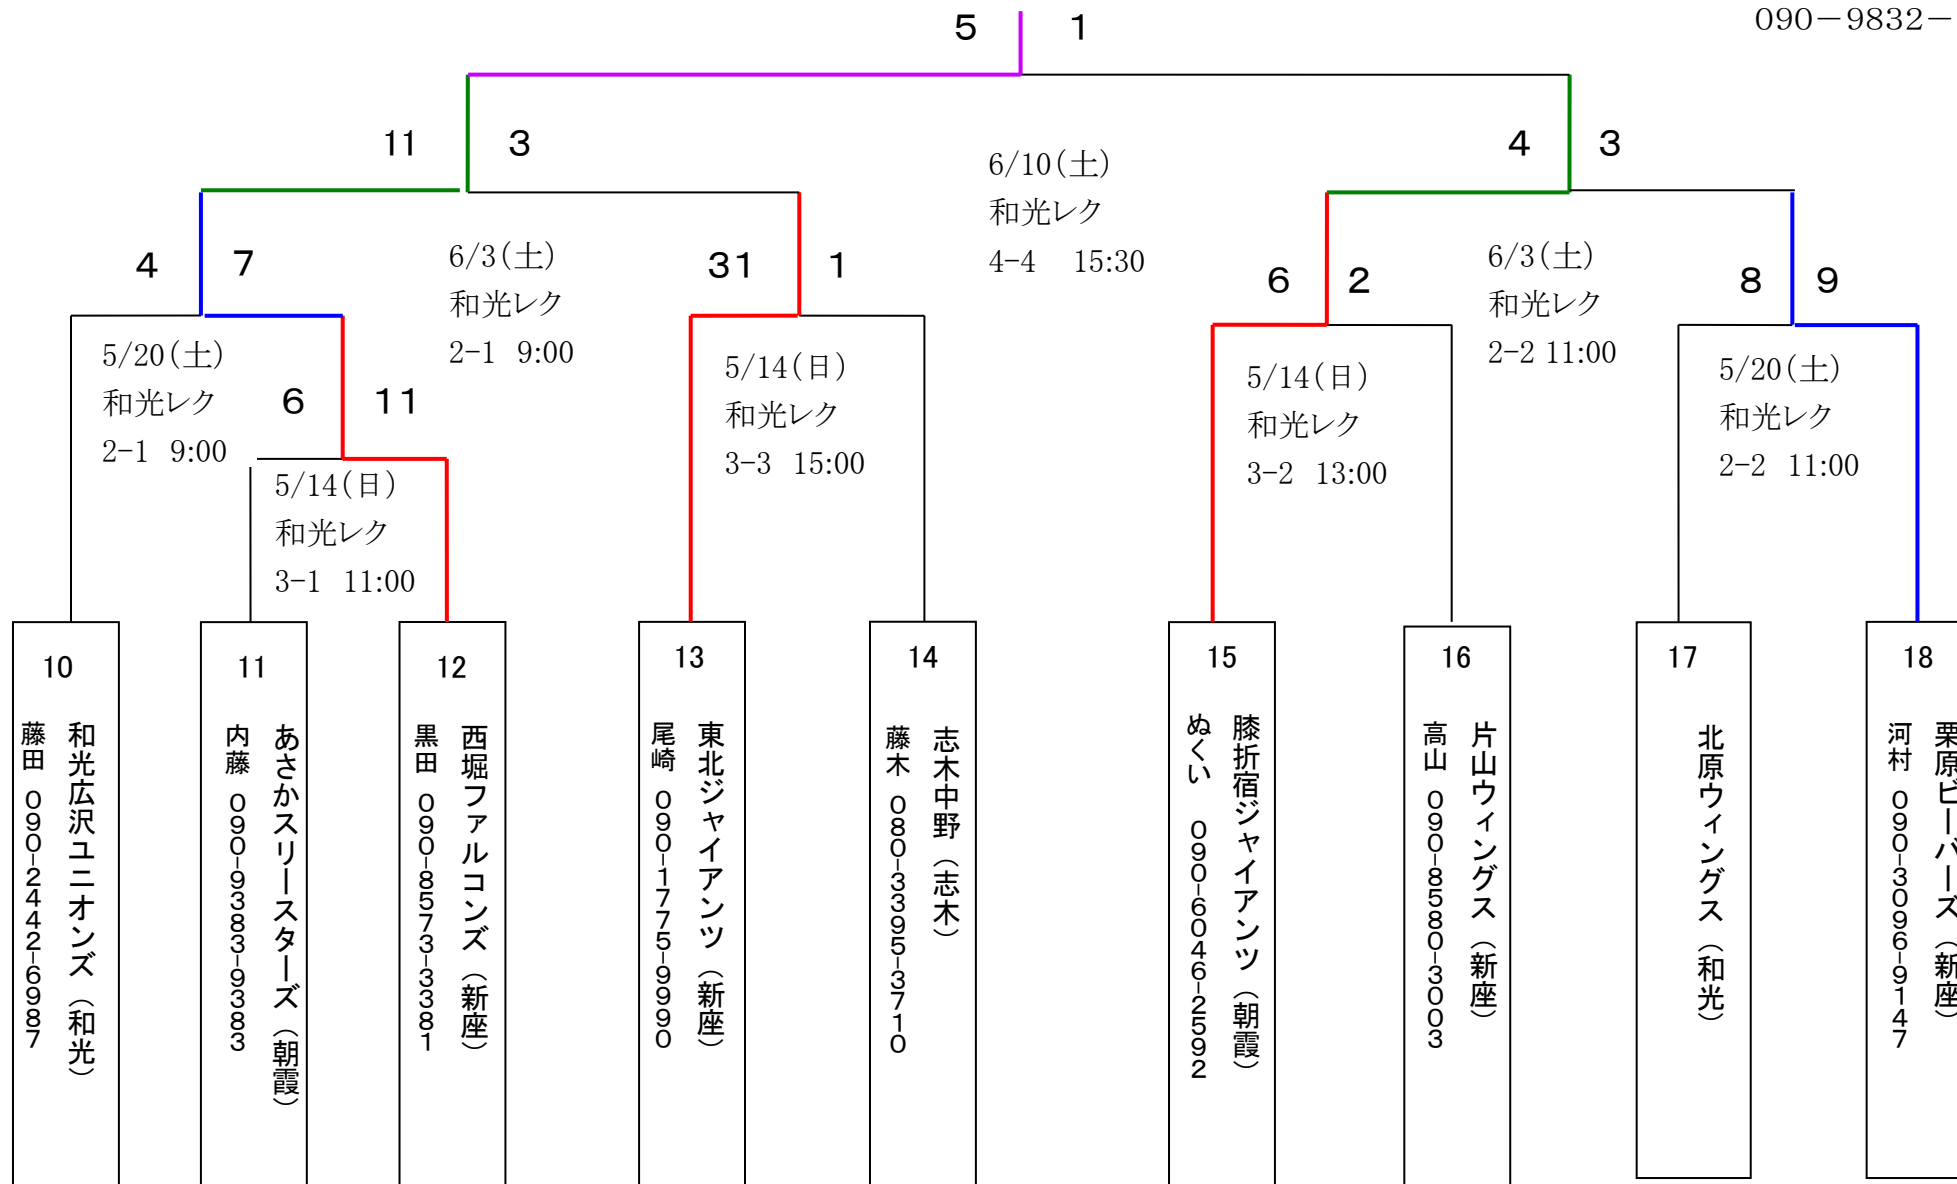 090－9832－
5 1
11 3
4 3
6/10(土)
和光レク
4-4 15:30
4 7
6/3(土)
和光レク
2-1 9:00
31 1
6 2
6/3(土)
和光レク
2-2 11:00
8 9
5/20(土)
和光レク
2-1 9:00
6 11
5/14(日)
和光レク
3-1 11:00
5/14(日)
和光レク
3-3 15:00
5/14(日)
和光レク
3-2 13:00
5/20(土)
和光レク
2-2 11:00
10
和光広沢ユニオンズ（和光）
藤田 090-2442-6987
11
あさかスリースターズ（朝霞）
内藤 090-9383-9383
12
西堀ファルコンズ（新座）
黒田 090-8573-3381
13
東北ジャイアンツ（新座）
尾崎 090-1775-9990
14
志木中野（志木）
藤木 080-3395-3710
15
膝折宿ジャイアンツ（朝霞）
ぬくい 090-6046-2592
16
片山ウィングス（新座）
高山 090-8580-3003
17
北原ウィングス（和光）
18
栗原ビーバーズ（新座）
河村 090-3096-9147